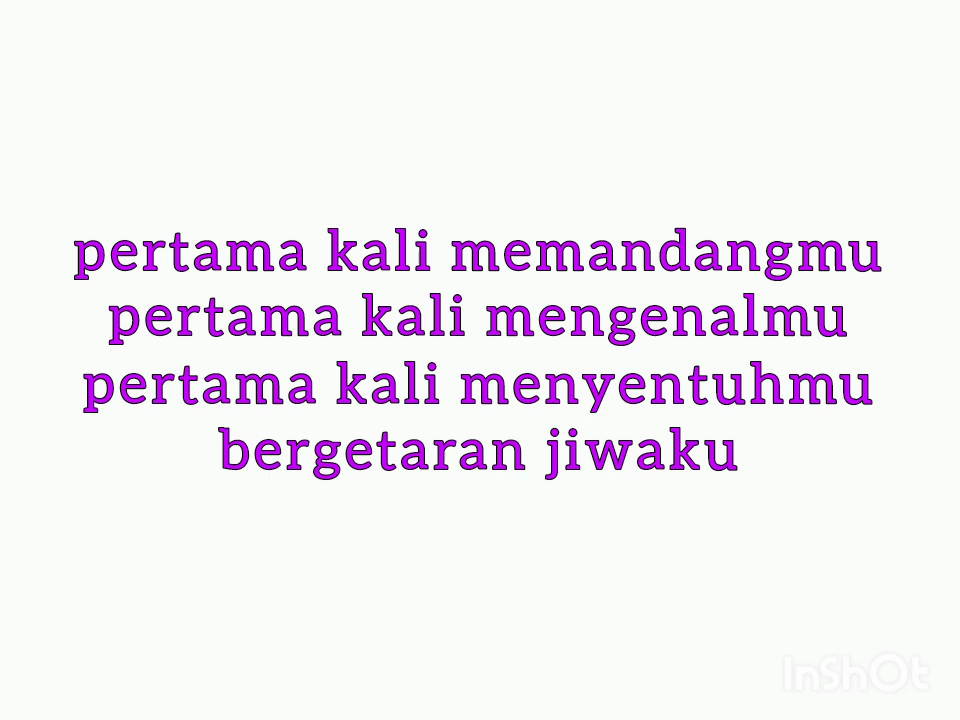 pertama kali memandangmu
pertama kali mengenalmu
pertama kali menyentuhmu
bergetaran jiwaku
InShOt